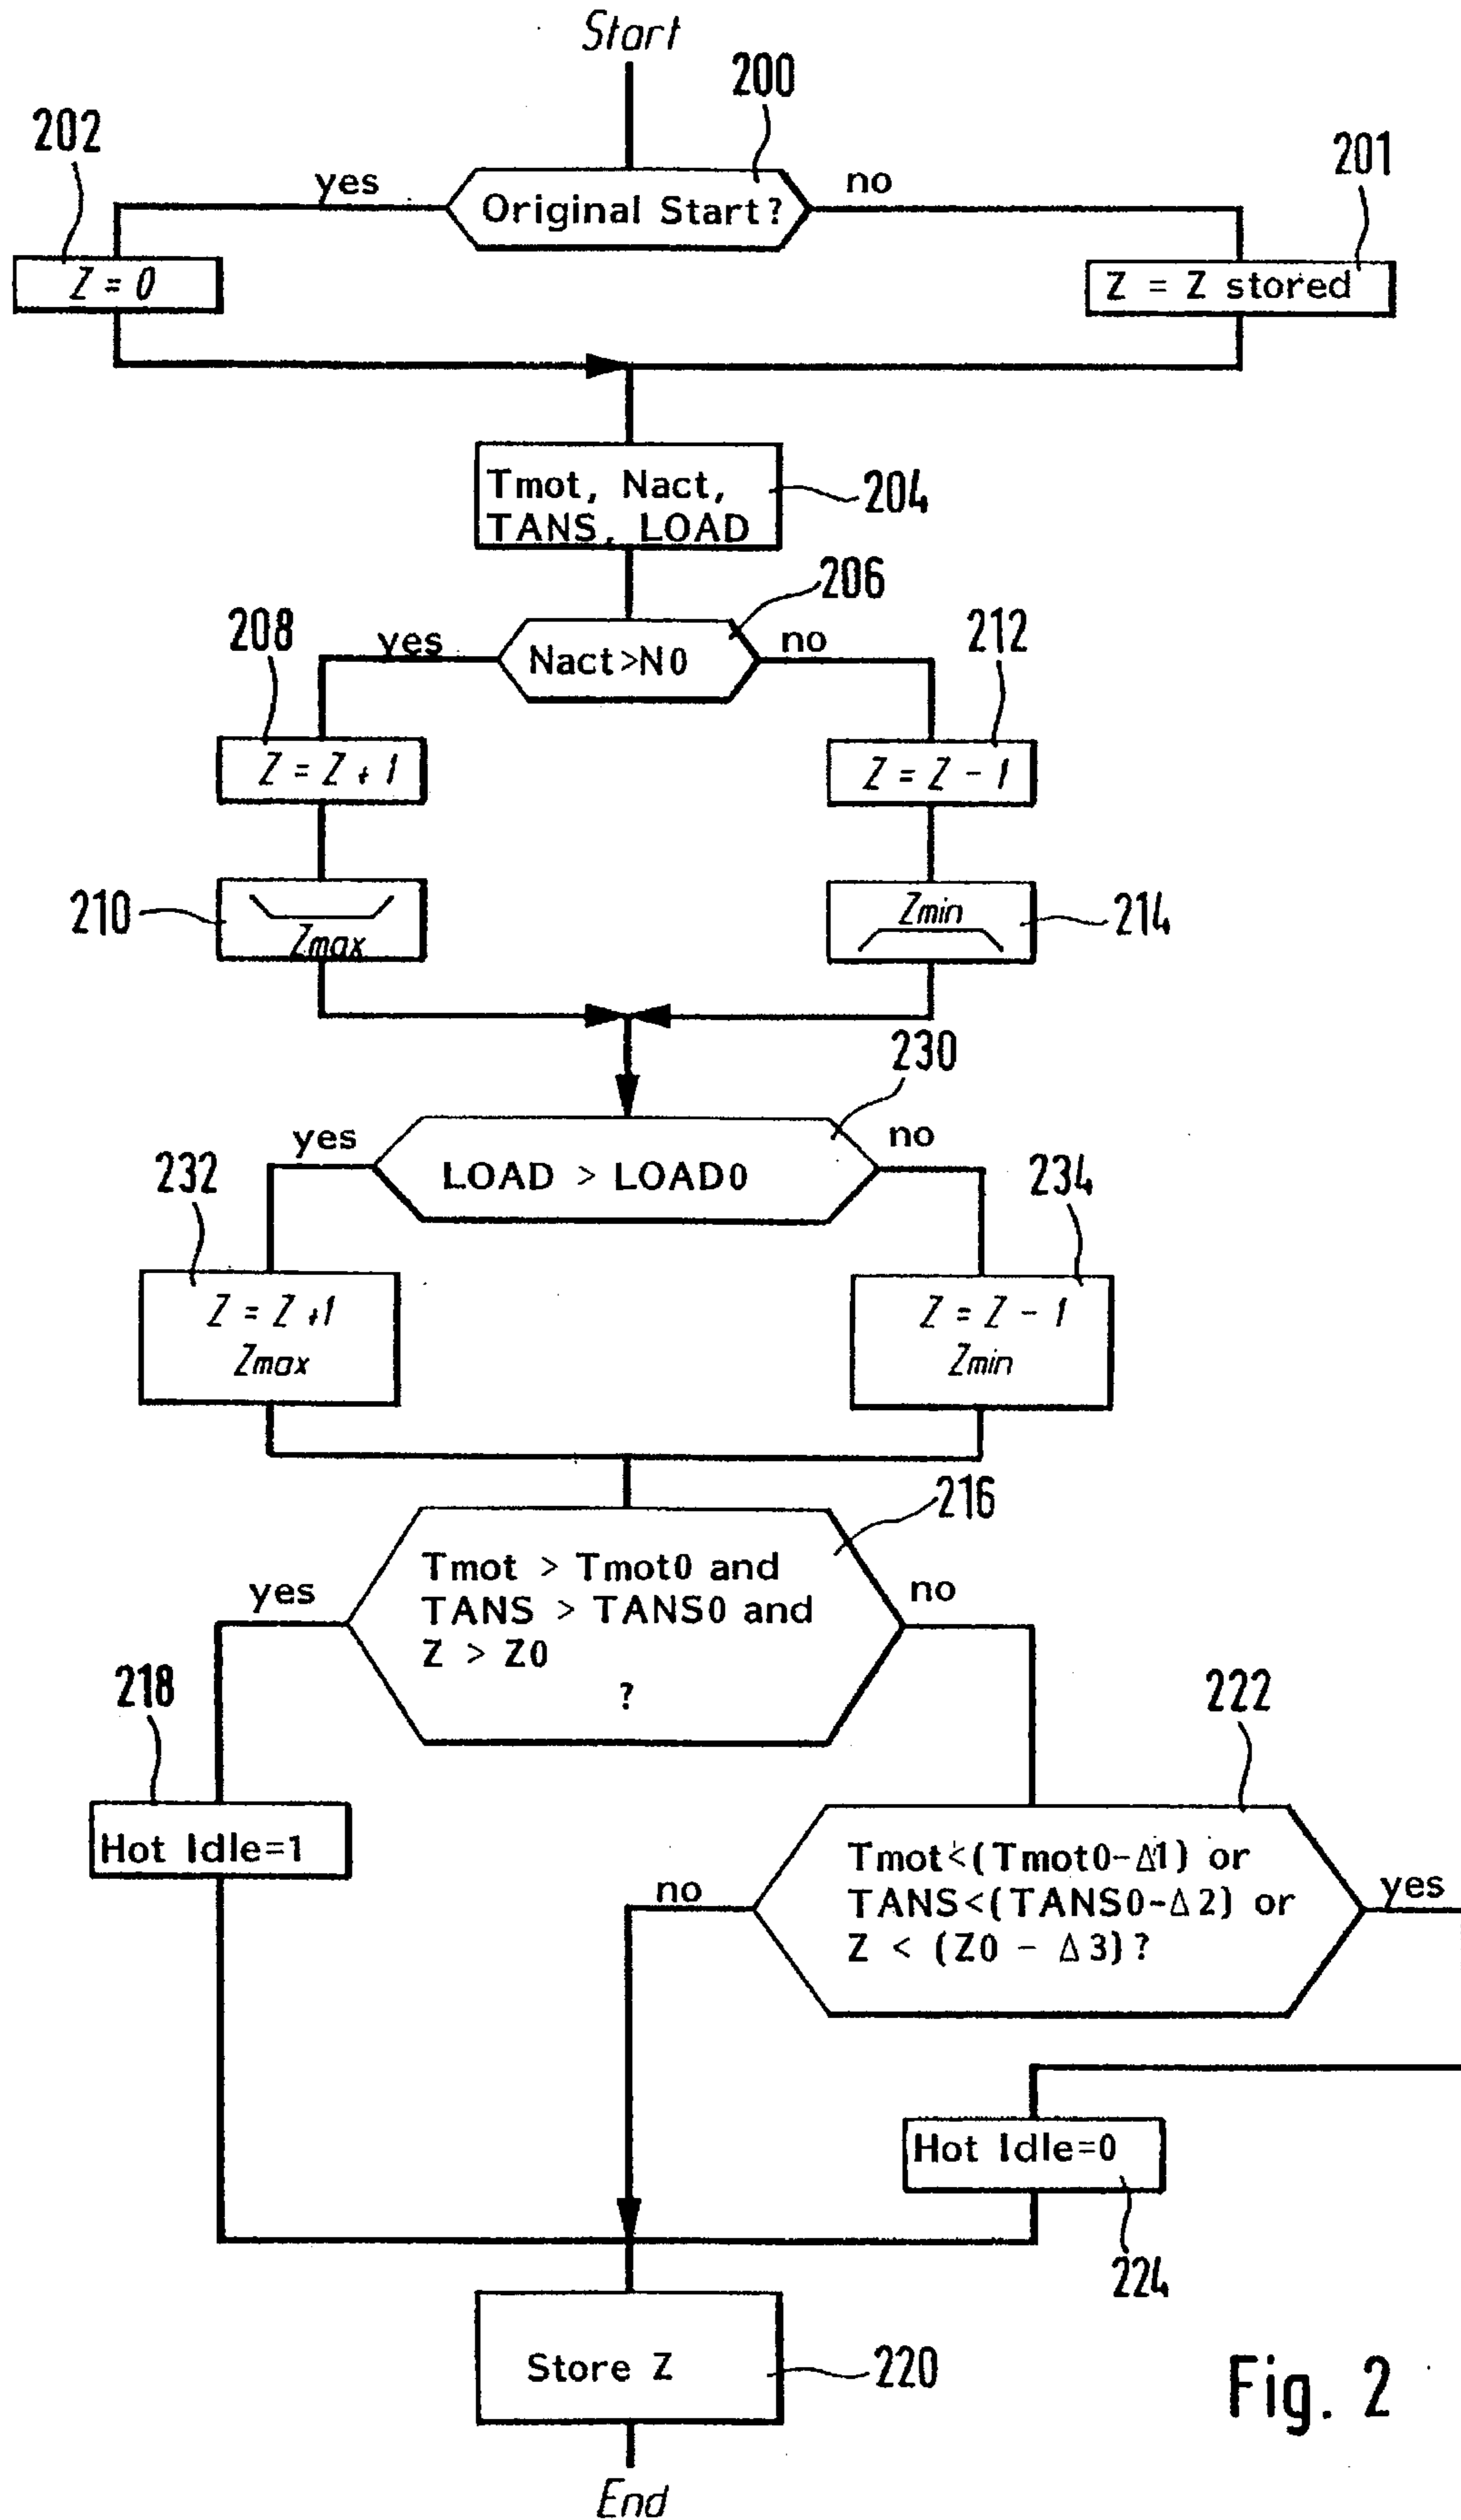 Start
200
202
201
yes
no
Original Start?
Z = 0
Z = Z stored
Tmot, Nact,
TANS, LOAD
204
206
208
212
yes
no
Nact>N0
Z = Z + 1
Z = Z - 1
210
Zmax
Zmin
214
230
yes
no
LOAD > LOAD0
232
234
Z = Z +1
Zmax
Z = Z - 1
Zmin
216
Tmot > Tmot0 and
TANS > TANS0 and
Z > Z0
?
yes
no
218
222
Hot Idle=1
Tmot<(Tmot0-Δ1) or
TANS<(TANS0-Δ2) or
Z < (Z0 - Δ3)?
no
yes
Hot Idle=0
224
Store Z
220
Fig. 2
End